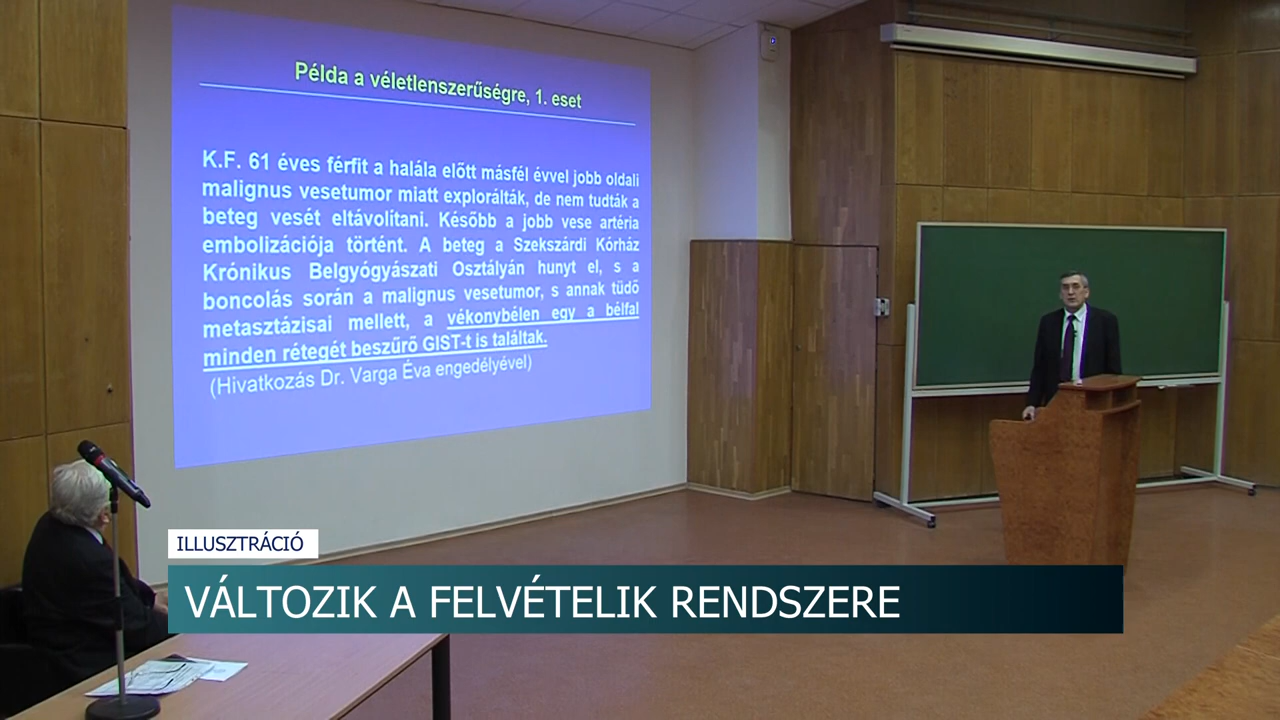 Példa a véletlenszerűségre, 1. eset
K.F. 61 éves férfit a halála előtt másfél évvel jobb oldali
malignus vesetumor miatt explorálták, de nem tudták a
beteg vesét eltávolítani. Később a jobb vese artéria
embolizációja történt. A beteg a Szekszárdi Kórház
Krónikus Belgyógyászati Osztályán hunyt el, s a
boncolás során a malignus vesetumor, s annak tüdő
metasztázisai mellett, a vékonybélen egy a bélfal
minden rétegét beszűrő GIST-t is találtak.
(Hivatkozás Dr. Varga Éva engedélyével)
ILLUSZTRÁCIÓ
VÁLTOZIK A FELVÉTELIK RENDSZERE